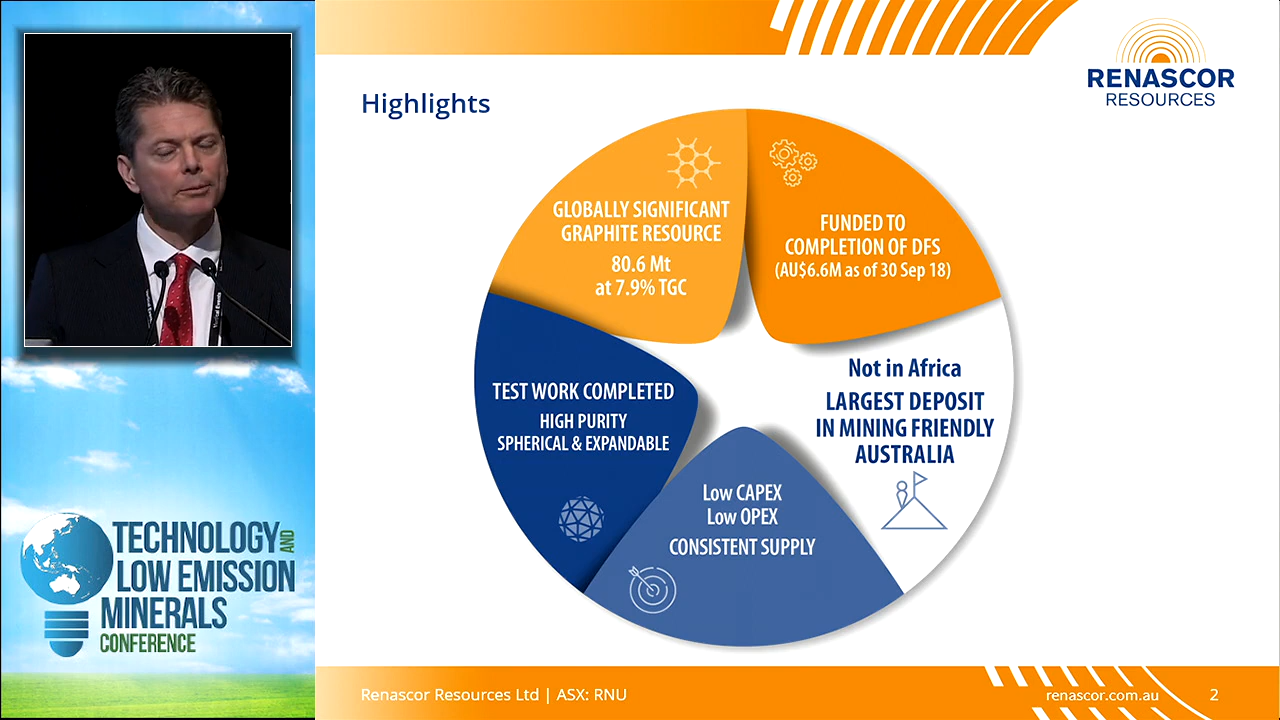 RENASCOR
RESOURCES
Highlights
GLOBALLY SIGNIFICANT
GRAPHITE RESOURCE
80.6 Mt
at 7.9% TGC
FUNDED TO
COMPLETION OF DFS
(AU$6.6M as of 30 Sep 18)
Not in Africa
LARGEST DEPOSIT
IN MINING FRIENDLY
AUSTRALIA
TEST WORK COMPLETED
HIGH PURITY
SPHERICAL & EXPANDABLE
Low CAPEX
Low OPEX
CONSISTENT SUPPLY
TECHNOLOGY AND
LOW EMISSION
MINERALS
CONFERENCE
Renascor Resources Ltd | ASX: RNU
renascor.com.au
2